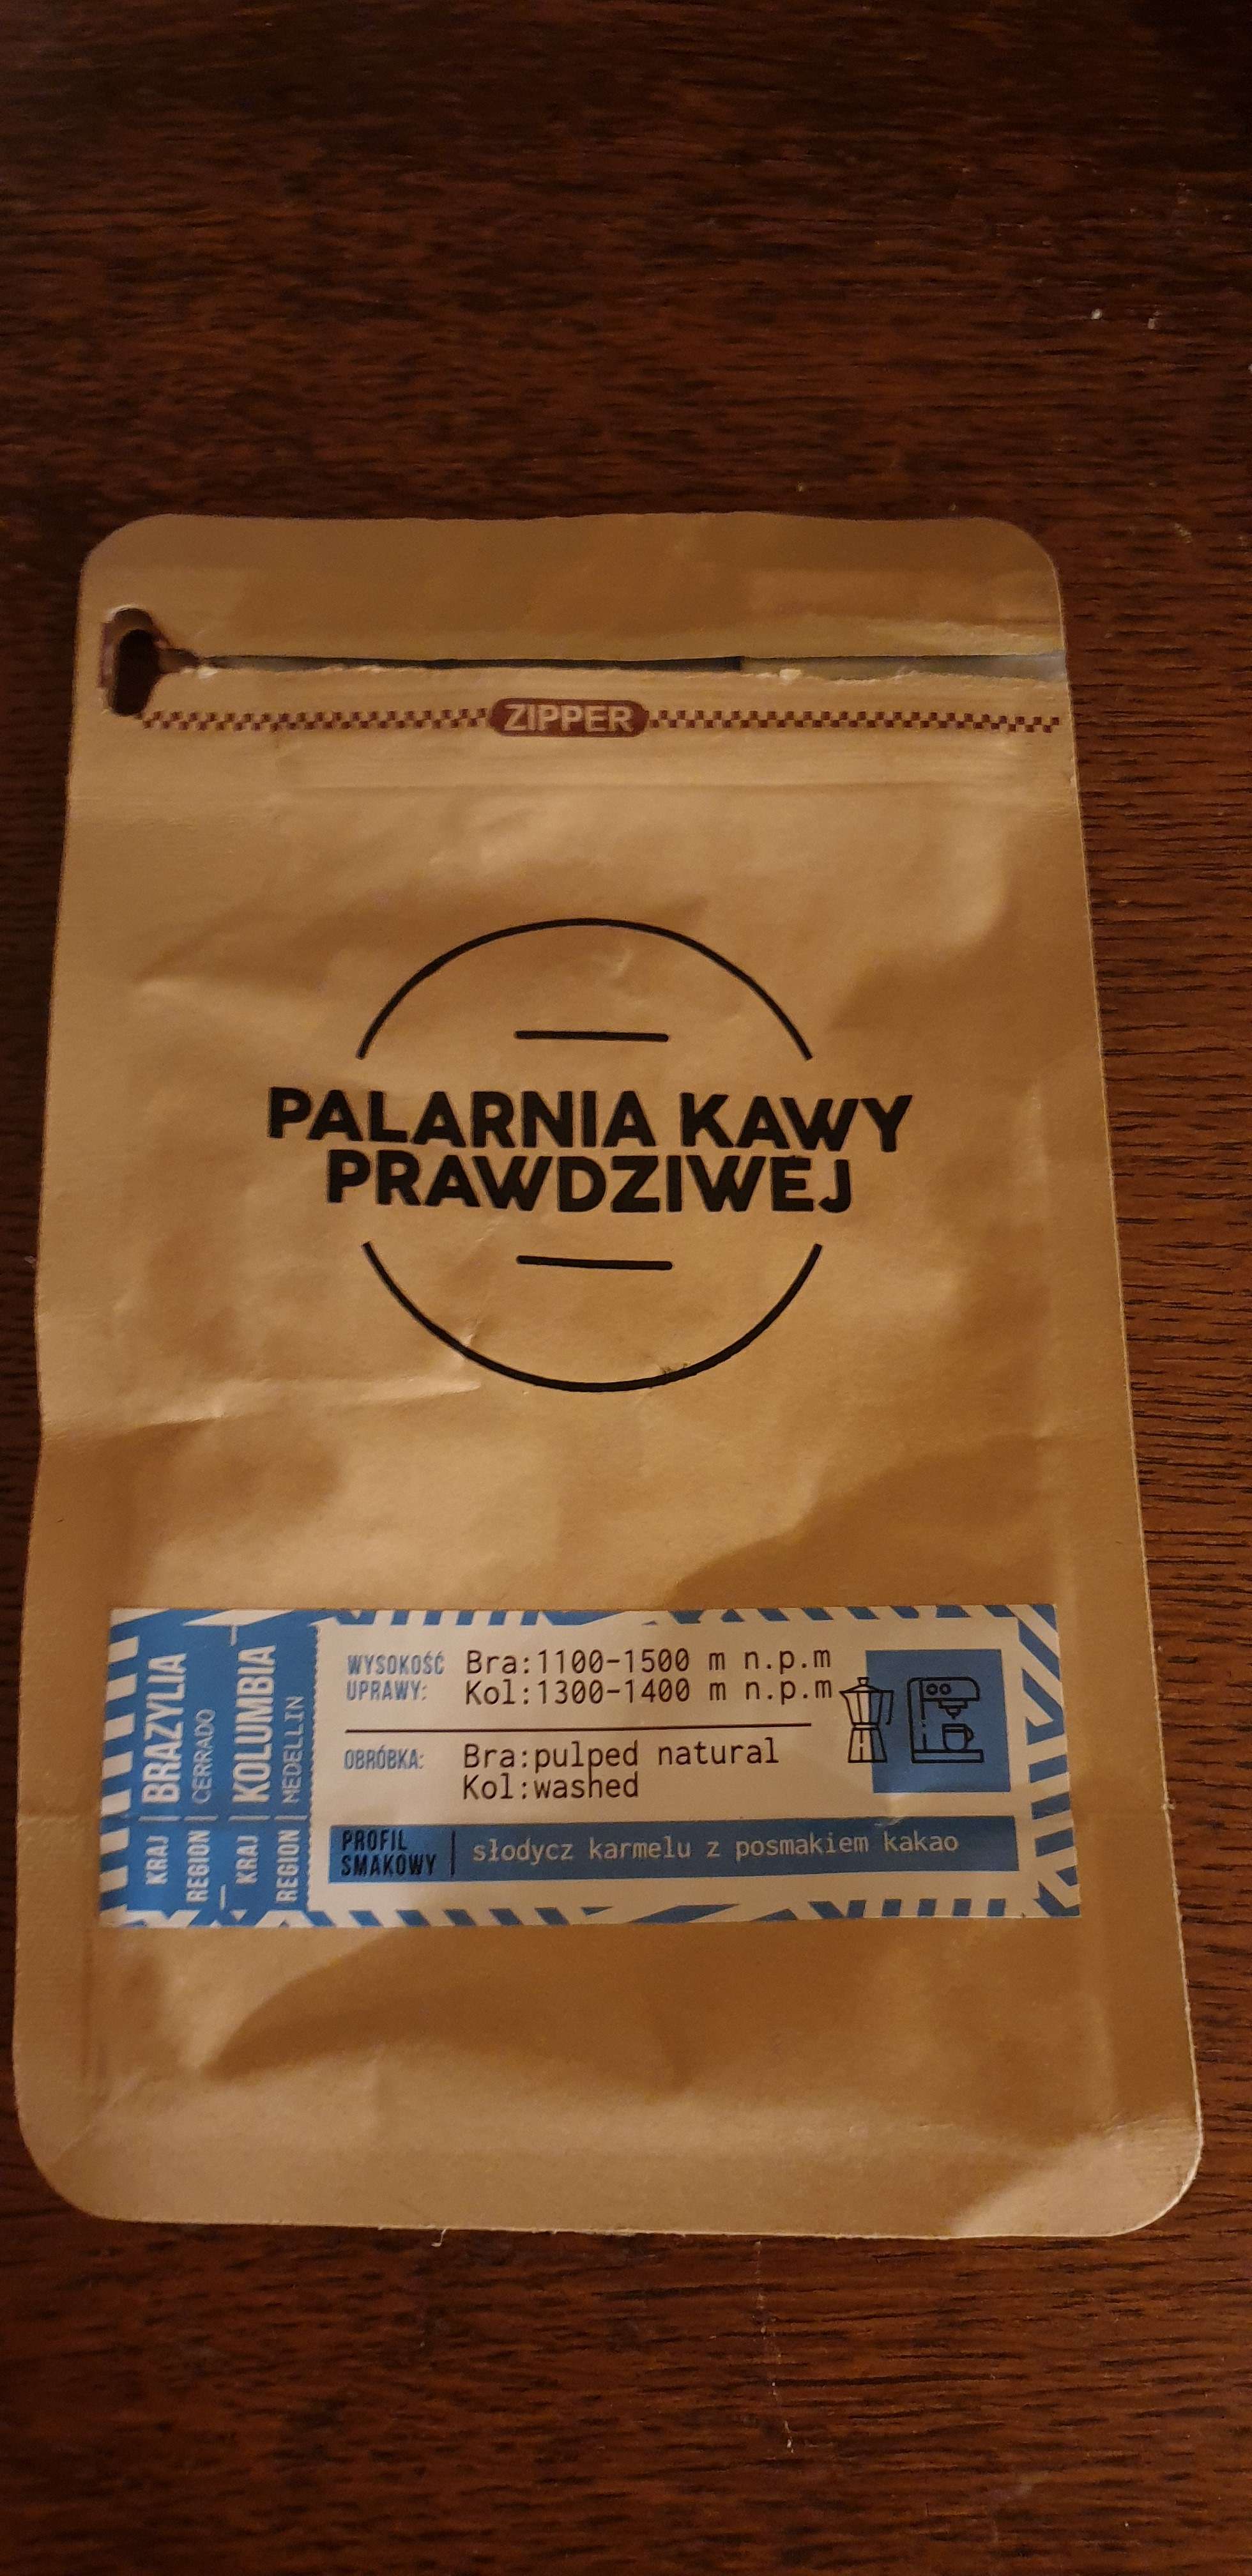 ZIPPER
PALARNIA KAWY
PRAWDZIWEJ
KRAJ | BRAZYLIA
REGION | CERRADO
KRAJ | KOLUMBIA
REGION | MEDELLIN
WYSOKOŚĆ Bra:1100-1500 m n.p.m
UPRAWY: Kol:1300-1400 m n.p.m
OBRÓBKA: Bra:pulped natural
Kol:washed
PROFIL
SMAKOWY | słodycz karmelu z posmakiem kakao